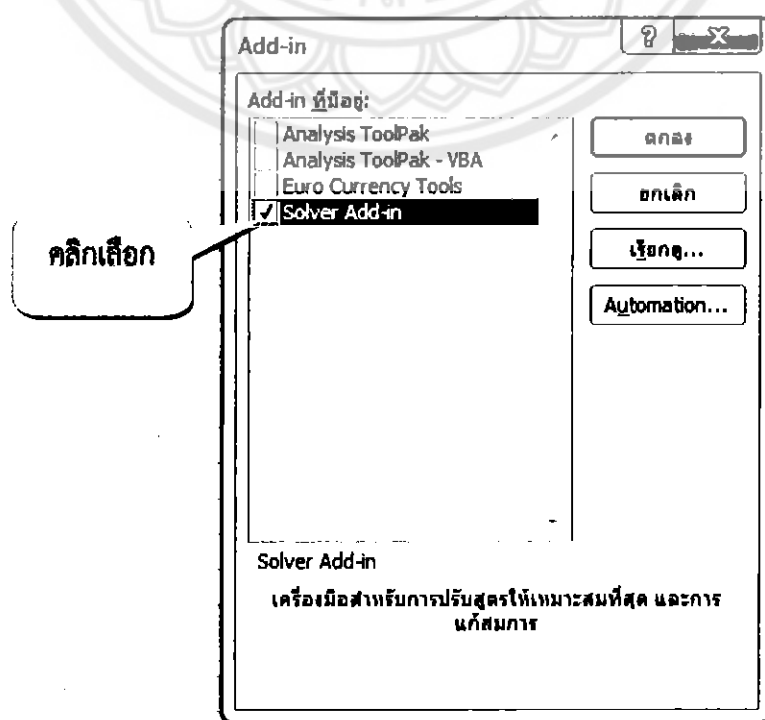 Add-in
Add-in ที่มีอยู่:
Analysis ToolPak
Analysis ToolPak - VBA
Euro Currency Tools
Solver Add-in
ตกลง
ยกเลิก
เรียกดู...
Automation...
คลิกเลือก
Solver Add-in
เครื่องมือสำหรับการปรับสูตรให้เหมาะสมที่สุด และการ
แก้สมการ